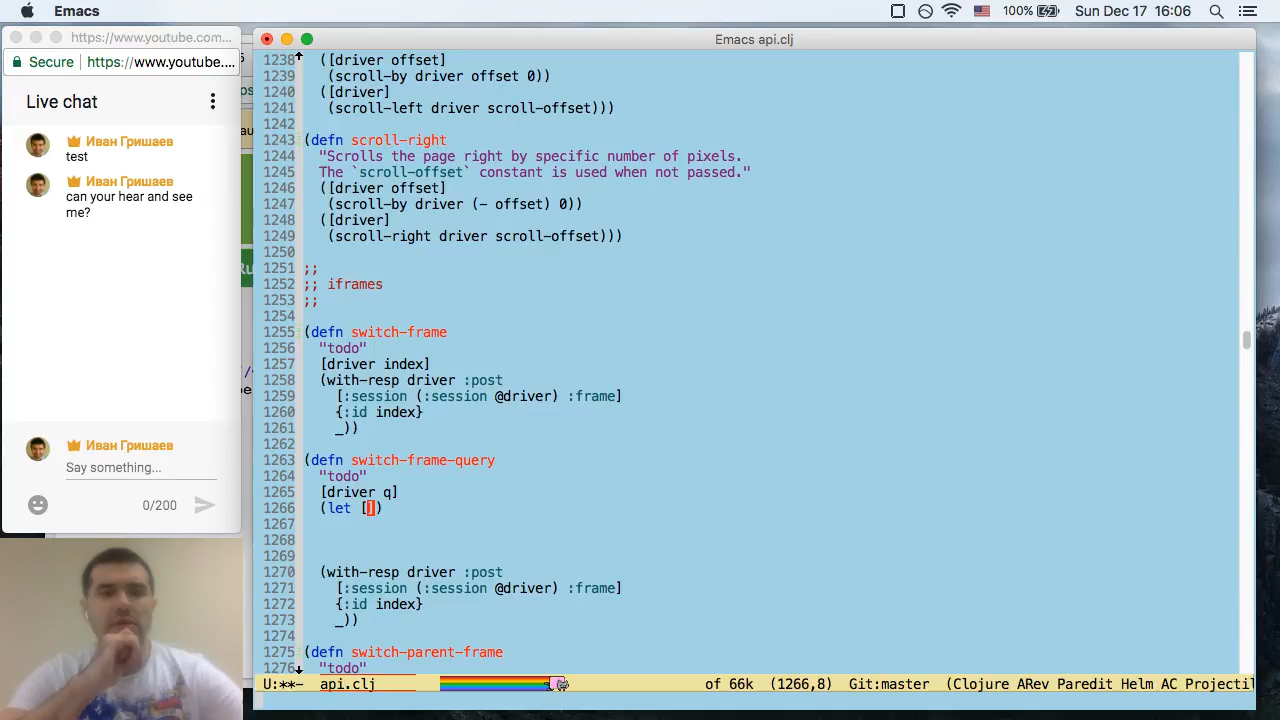 Emacs
100%
Sun Dec 17 16:06
https://www.youtube.com...
Secure
https://www.youtube....
Live chat
Иван Гришаев
test
Иван Гришаев
can your hear and see
me?
Иван Гришаев
Say something...
0/200
Emacs api.clj
1238 ([driver offset]
1239 (scroll-by driver offset 0))
1240 ([driver]
1241 (scroll-left driver scroll-offset)))
1242
1243 (defn scroll-right
1244 "Scrolls the page right by specific number of pixels.
1245 The `scroll-offset` constant is used when not passed."
1246 ([driver offset]
1247 (scroll-by driver (- offset) 0))
1248 ([driver]
1249 (scroll-right driver scroll-offset)))
1250
1251 ;;
1252 ;; iframes
1253 ;;
1254
1255 (defn switch-frame
1256 "todo"
1257 [driver index]
1258 (with-resp driver :post
1259 [:session (:session @driver) :frame]
1260 {:id index}
1261 _))
1262
1263 (defn switch-frame-query
1264 "todo"
1265 [driver q]
1266 (let [])
1267
1268
1269
1270 (with-resp driver :post
1271 [:session (:session @driver) :frame]
1272 {:id index}
1273 _))
1274
1275 (defn switch-parent-frame
1276 "todo"
U:**- api.clj of 66k (1266,8) Git:master (Clojure ARev Paredit Helm AC Projectil